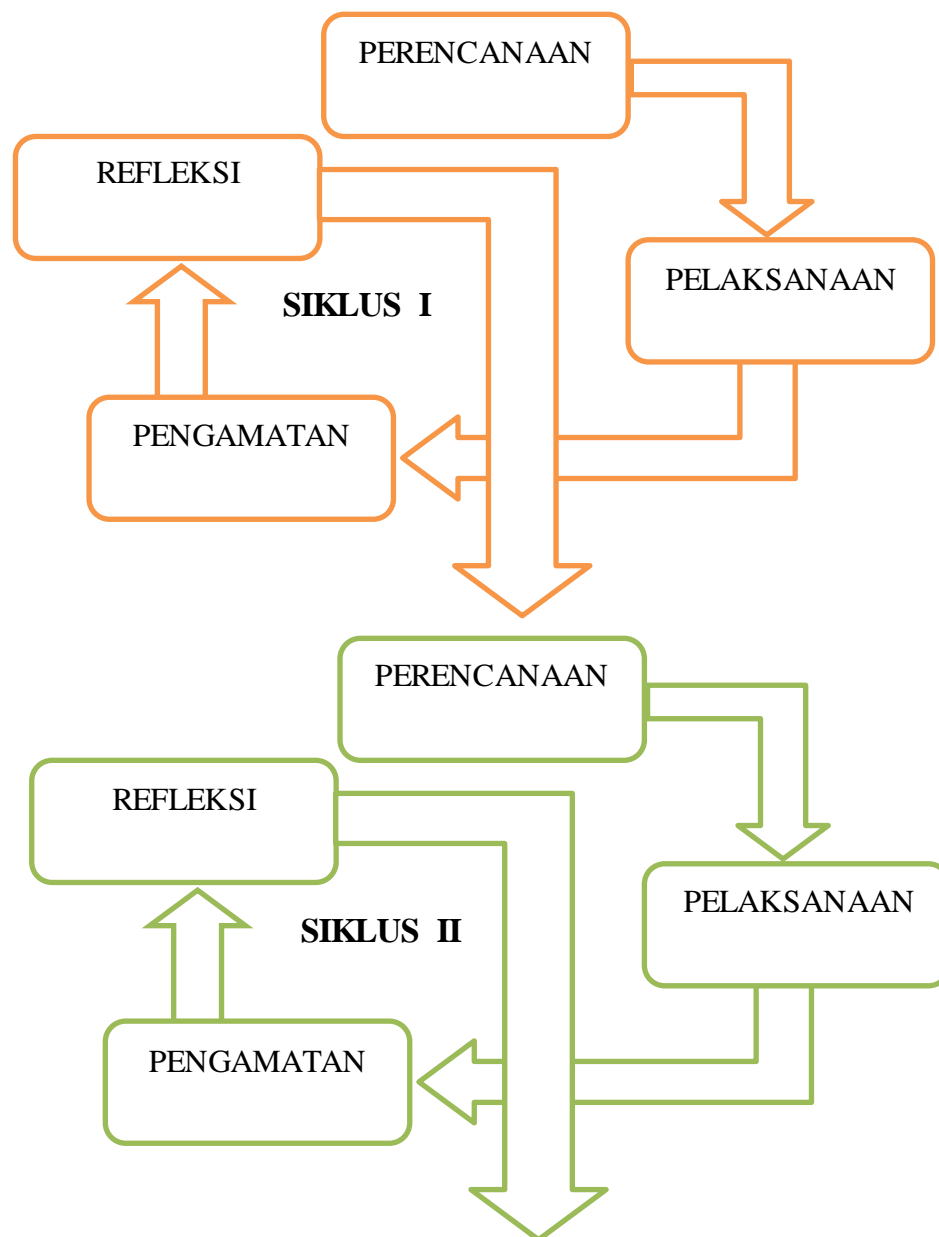 PERENCANAAN
REFLEKSI
PELAKSANAAN
SIKLUS I
PENGAMATAN
PERENCANAAN
REFLEKSI
PELAKSANAAN
SIKLUS II
PENGAMATAN